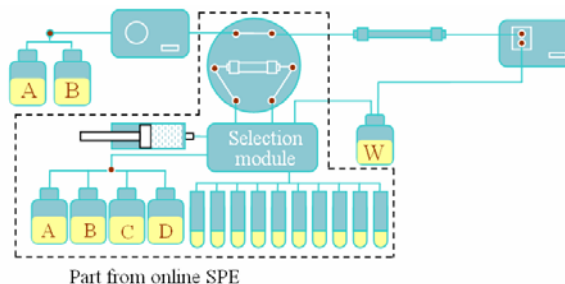 A B
Selection
module
W
A B C D
Part from online SPE